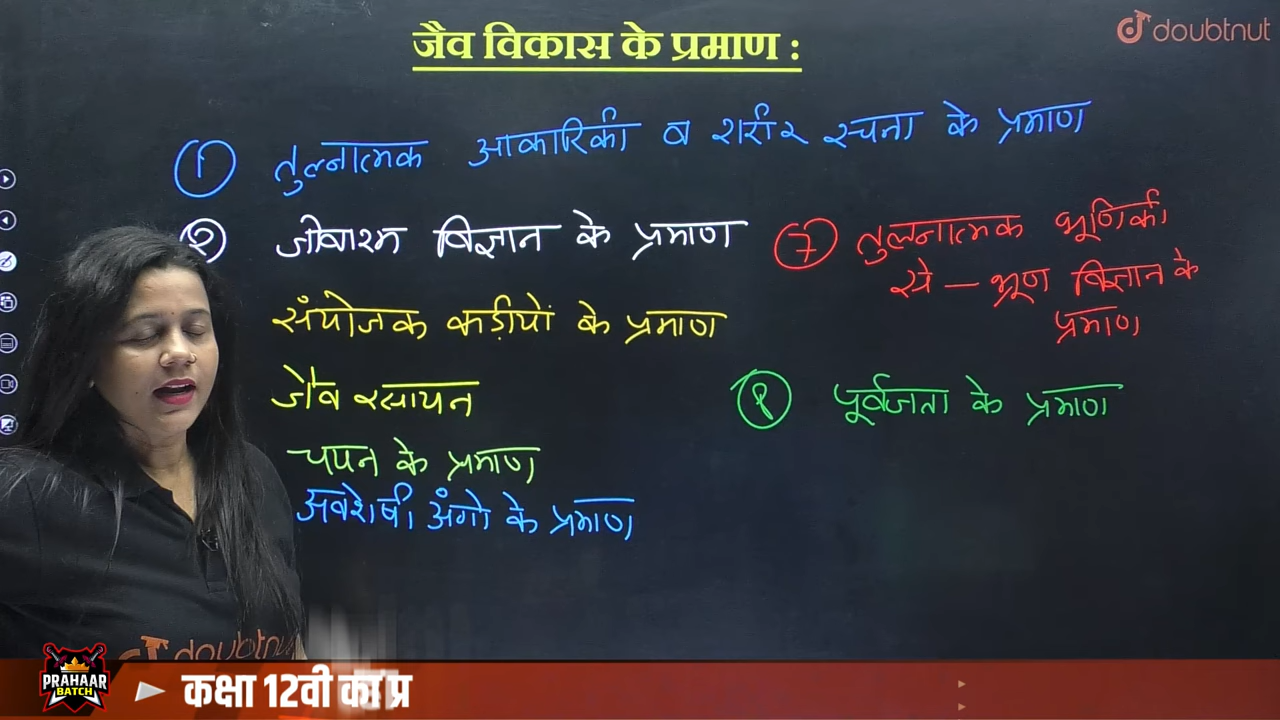 जैव विकास के प्रमाण :
doubtnut
① तुलनात्मक आकारिकी व शरीर रचना के प्रमाण
② जीवाश्म विज्ञान के प्रमाण
संयोजक कड़ीयों के प्रमाण
जैव रसायन
चयन के प्रमाण
अवशेषी अंगो के प्रमाण
⑦ तुलनात्मक भ्रूणिकी
से — भ्रूण विज्ञान के
प्रमाण
⑧ पूर्वजता के प्रमाण
doubtnut
PRAHAAR
BATCH
कक्षा 12वी का प्र